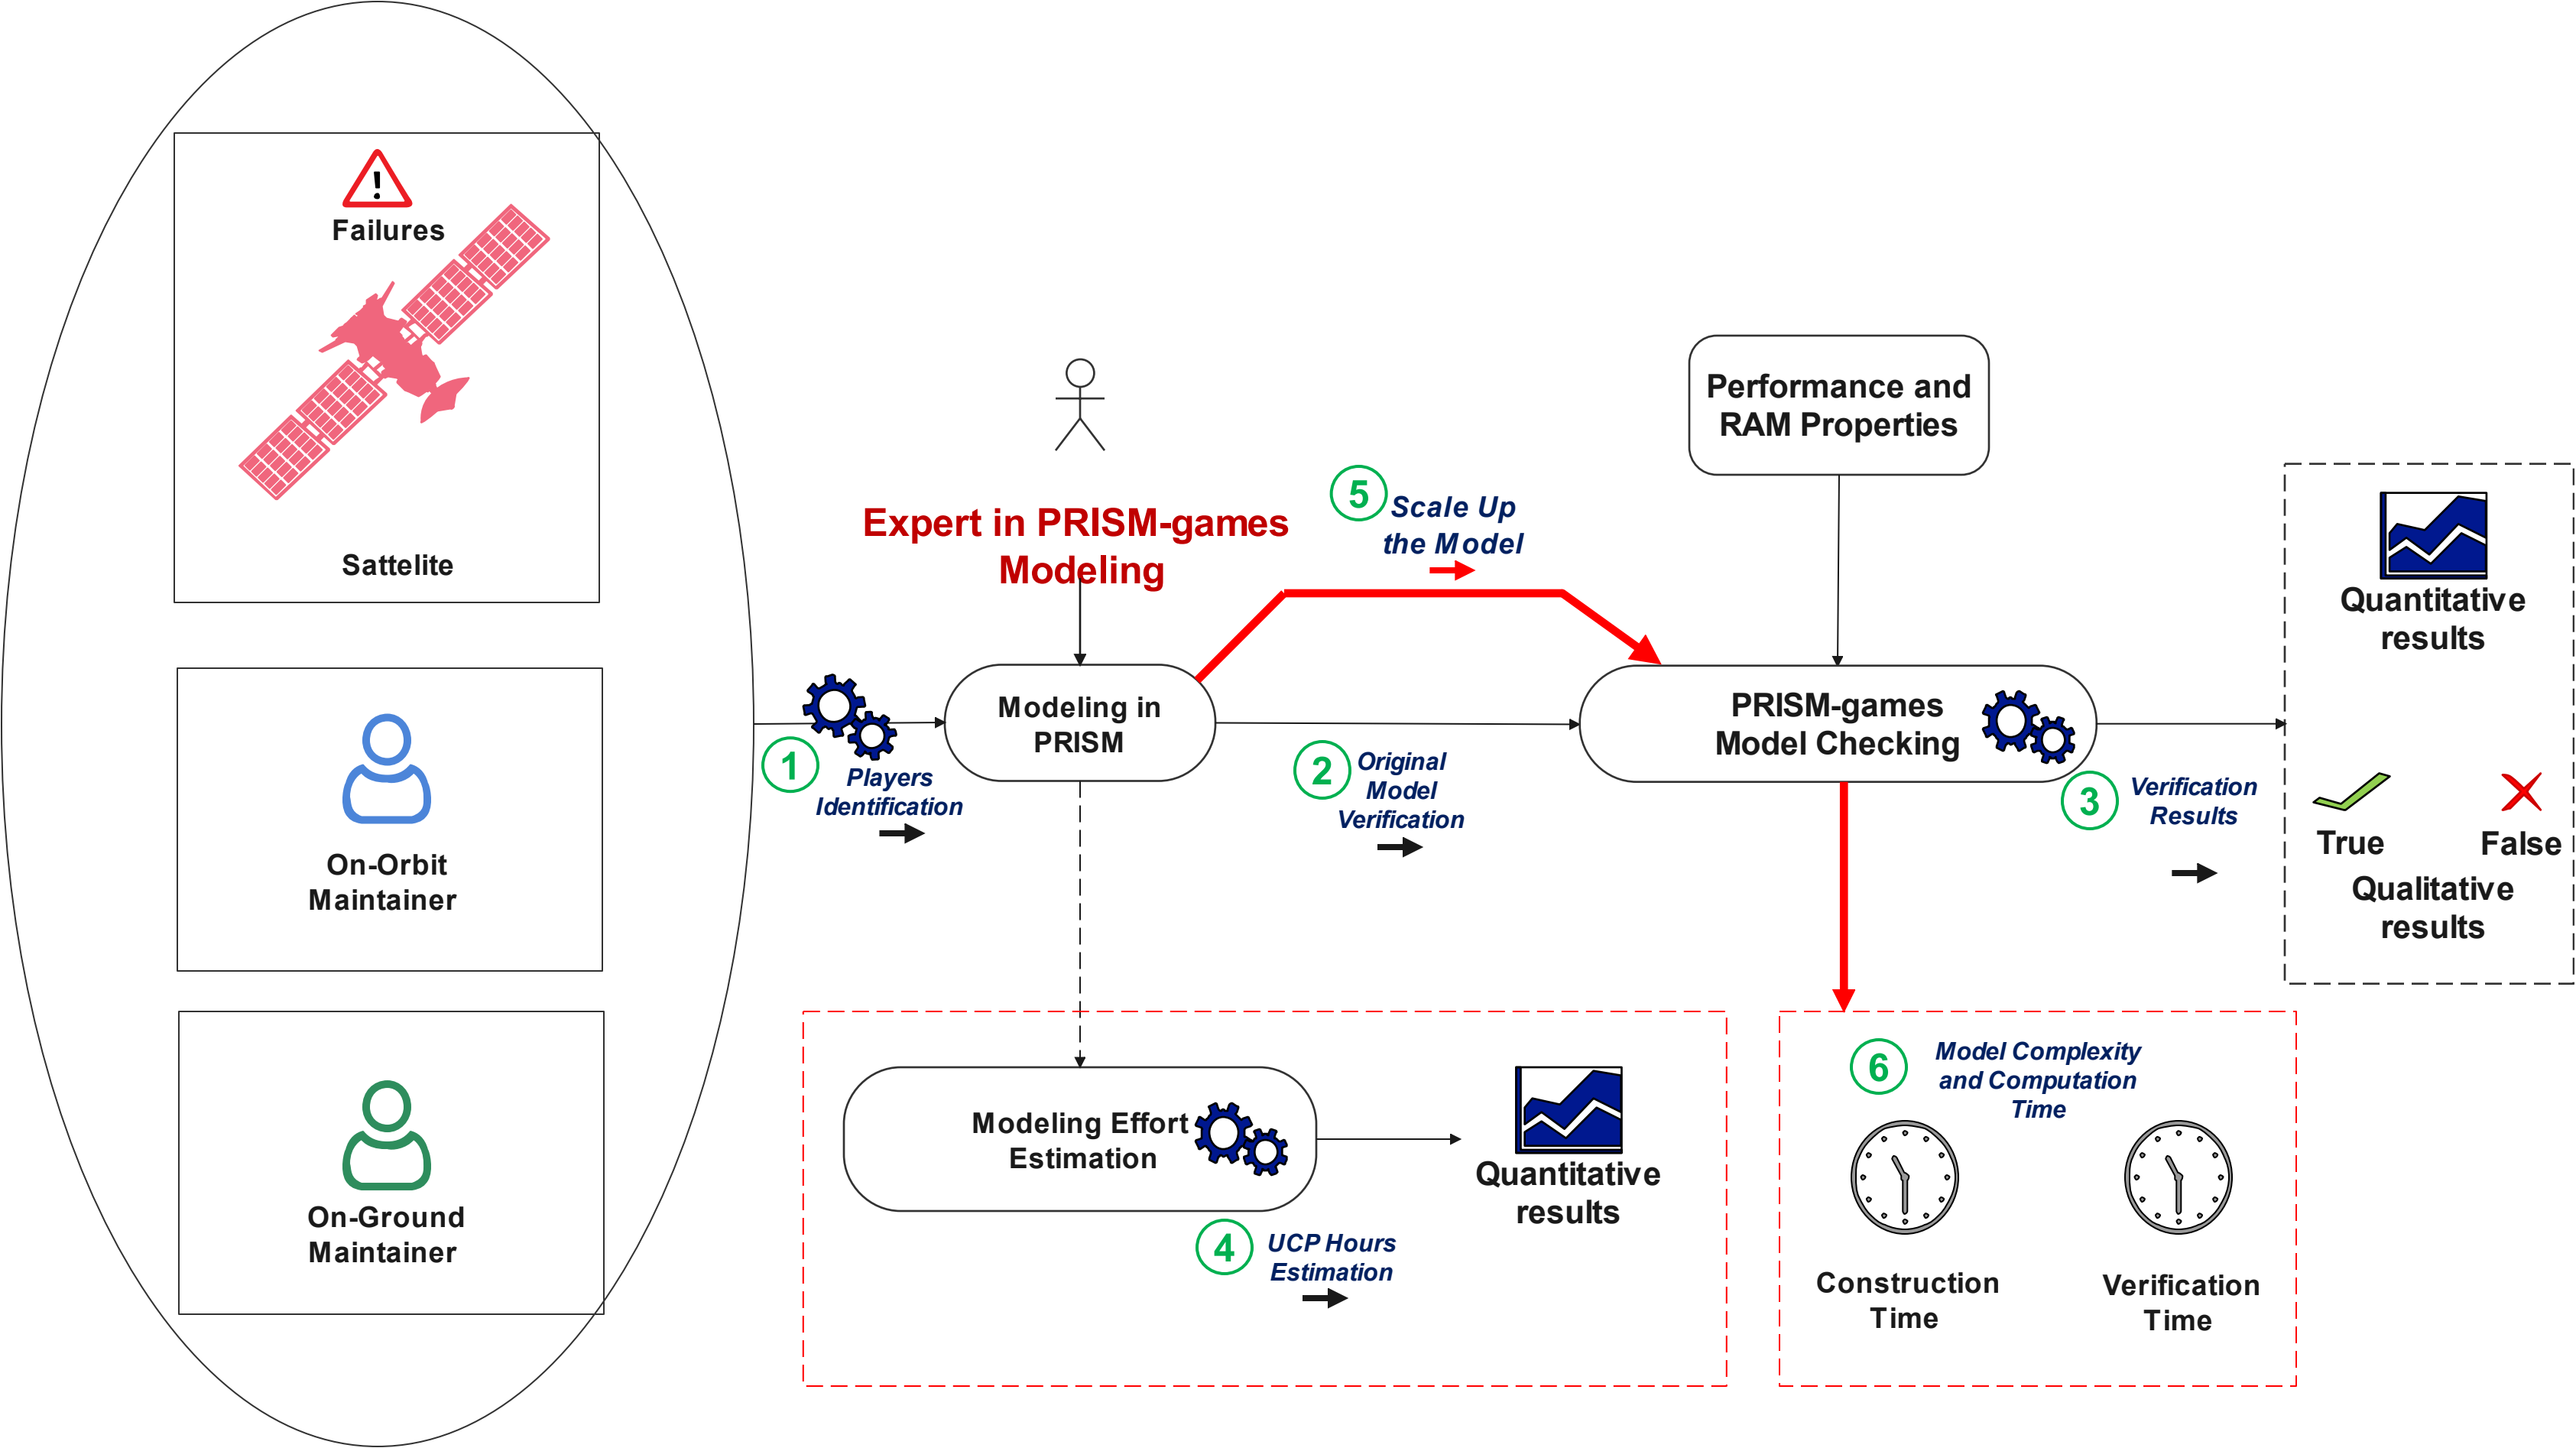 Failures
Sattelite
On-Orbit
Maintainer
On-Ground
Maintainer
Expert in PRISM-games
Modeling
1
Players
Identification
Modeling in
PRISM
5
Scale Up
the Model
2
Original
Model
Verification
Performance and
RAM Properties
PRISM-games
Model Checking
3
Verification
Results
Quantitative
results
True
False
Qualitative
results
Modeling Effort
Estimation
4
UCP Hours
Estimation
Quantitative
results
6
Model Complexity
and Computation
Time
Construction
Time
Verification
Time